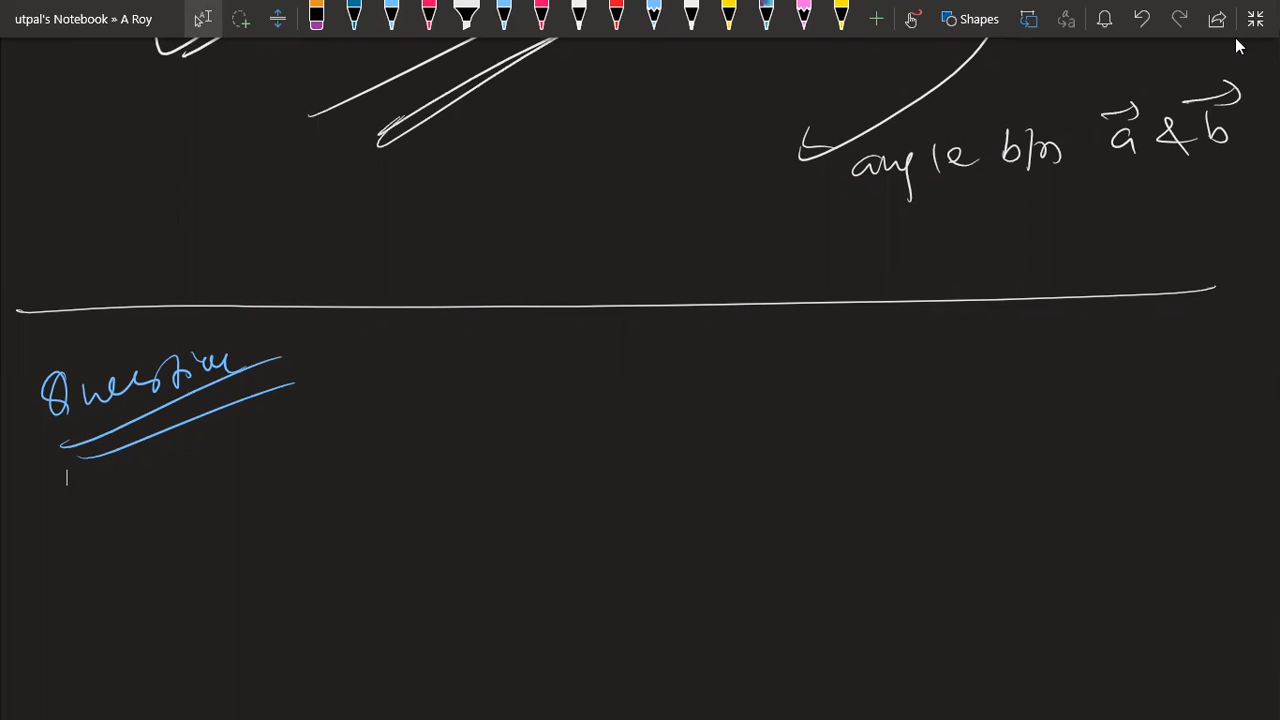 utpal's Notebook » A Roy
Shapes
angle b/n a⃗ & b⃗
Question